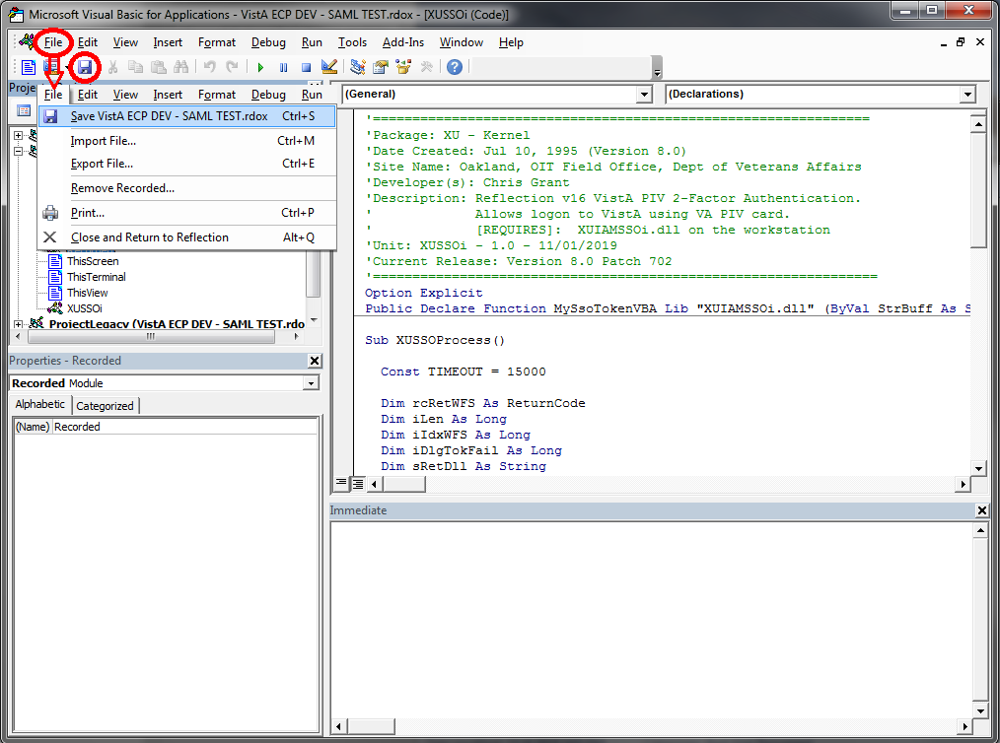 Microsoft Visual Basic for Applications - VistA ECP DEV - SAML TEST.rdox - [XUSSOi (Code)]
File Edit View Insert Format Debug Run Tools Add-Ins Window Help
Proje
File Edit View Insert Format Debug Run
Save VistA ECP DEV - SAML TEST.rdox Ctrl+S
Import File... Ctrl+M
Export File... Ctrl+E
Remove Recorded...
Print... Ctrl+P
Close and Return to Reflection Alt+Q
ThisScreen
ThisTerminal
ThisView
XUSSOi
ProjectLegacy (VistA ECP DEV - SAML TEST.rdo
Properties - Recorded
Recorded Module
Alphabetic Categorized
(Name) Recorded
(General) (Declarations)
'================================================================
'Package: XU - Kernel
'Date Created: Jul 10, 1995 (Version 8.0)
'Site Name: Oakland, OIT Field Office, Dept of Veterans Affairs
'Developer(s): Chris Grant
'Description: Reflection v16 VistA PIV 2-Factor Authentication.
' Allows logon to VistA using VA PIV card.
' [REQUIRES]: XUIAMSSOi.dll on the workstation
'Unit: XUSSOi - 1.0 - 11/01/2019
'Current Release: Version 8.0 Patch 702
'=================================================================
Option Explicit
Public Declare Function MySsoTokenVBA Lib "XUIAMSSOi.dll" (ByVal StrBuff As S
Sub XUSSOProcess()
Const TIMEOUT = 15000
Dim rcRetWFS As ReturnCode
Dim iLen As Long
Dim iIdxWFS As Long
Dim iDlgTokFail As Long
Dim sRetDll As String
Immediate